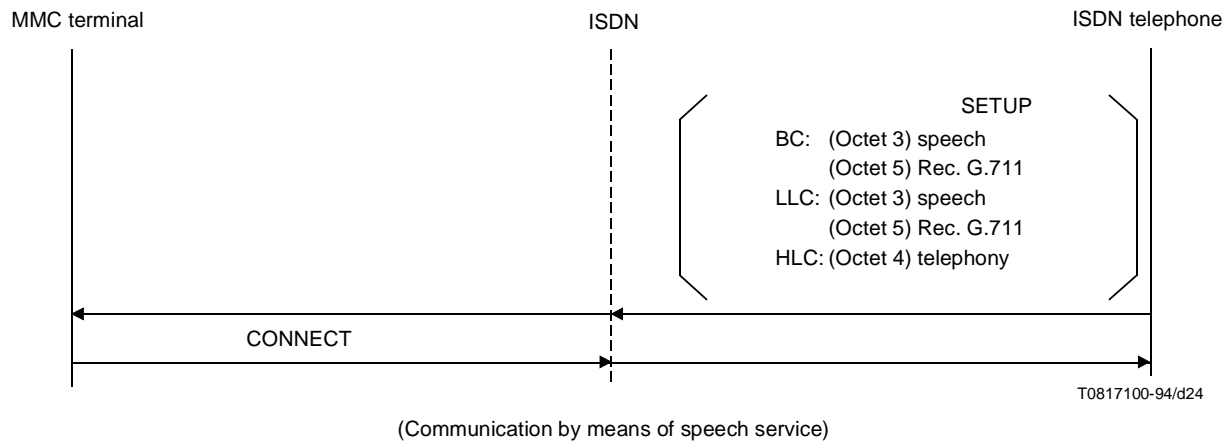 MMC terminal
ISDN
ISDN telephone
SETUP
BC: (Octet 3) speech
(Octet 5) Rec. G.711
LLC: (Octet 3) speech
(Octet 5) Rec. G.711
HLC: (Octet 4) telephony
CONNECT
T0817100-94/d24
(Communication by means of speech service)